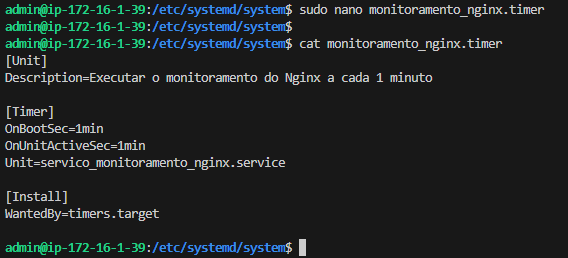 admin@ip-172-16-1-39:/etc/systemd/system$ sudo nano monitoramento_nginx.timer
admin@ip-172-16-1-39:/etc/systemd/system$
admin@ip-172-16-1-39:/etc/systemd/system$ cat monitoramento_nginx.timer
[Unit]
Description=Executar o monitoramento do Nginx a cada 1 minuto
[Timer]
OnBootSec=1min
OnUnitActiveSec=1min
Unit=servico_monitoramento_nginx.service
[Install]
WantedBy=timers.target
admin@ip-172-16-1-39:/etc/systemd/system$